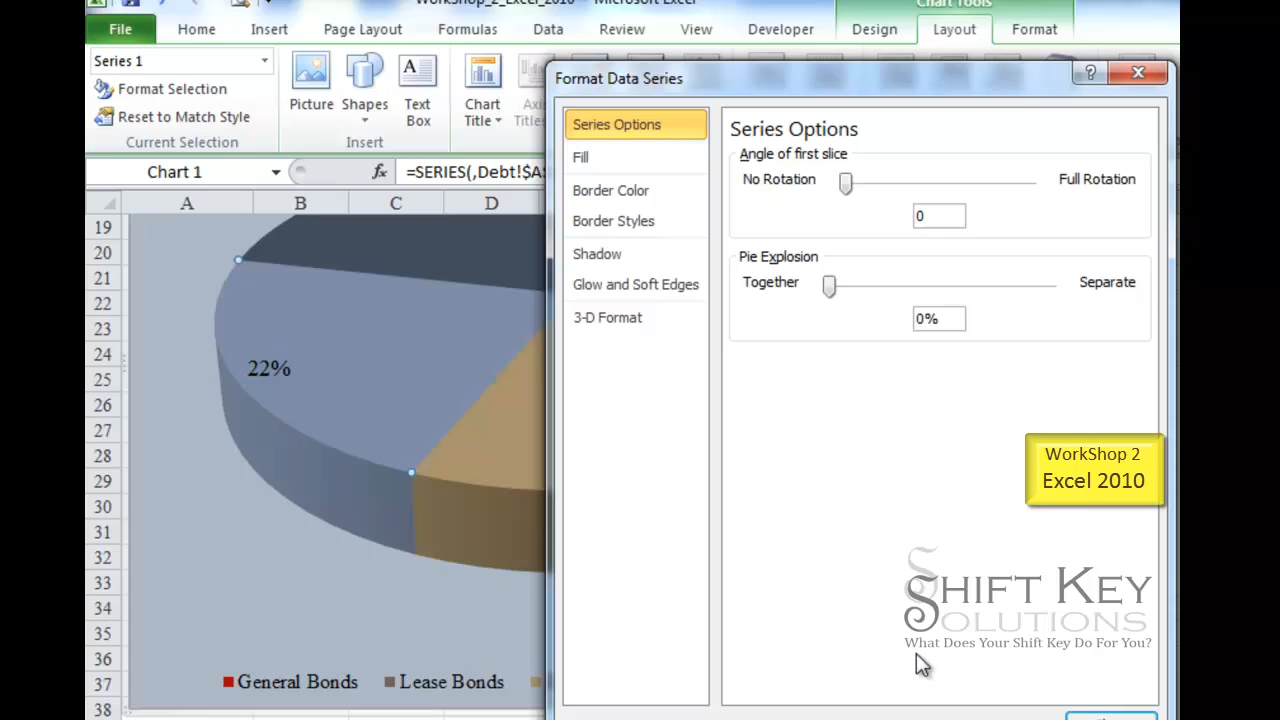 WorkShop_2_Excel_2010 - Microsoft Excel
Chart Tools
File Home Insert Page Layout Formulas Data Review View Developer Design Layout Format
Series 1
Format Selection
Reset to Match Style
Current Selection
Picture
Shapes
Text
Box
Insert
Chart
Title
Titles
Format Data Series
?
Chart 1
fx
=SERIES(,Debt!$A$
A B C D
19
20
21
22
23
24
25
26
27
28
29
30
31
32
33
34
35
36
37
38
22%
General Bonds Lease Bonds
Series Options
Fill
Border Color
Border Styles
Shadow
Glow and Soft Edges
3-D Format
Series Options
Angle of first slice
No Rotation Full Rotation
0
Pie Explosion
Together Separate
0%
WorkShop 2
Excel 2010
Shift Key
Solutions
What Does Your Shift Key Do For You?